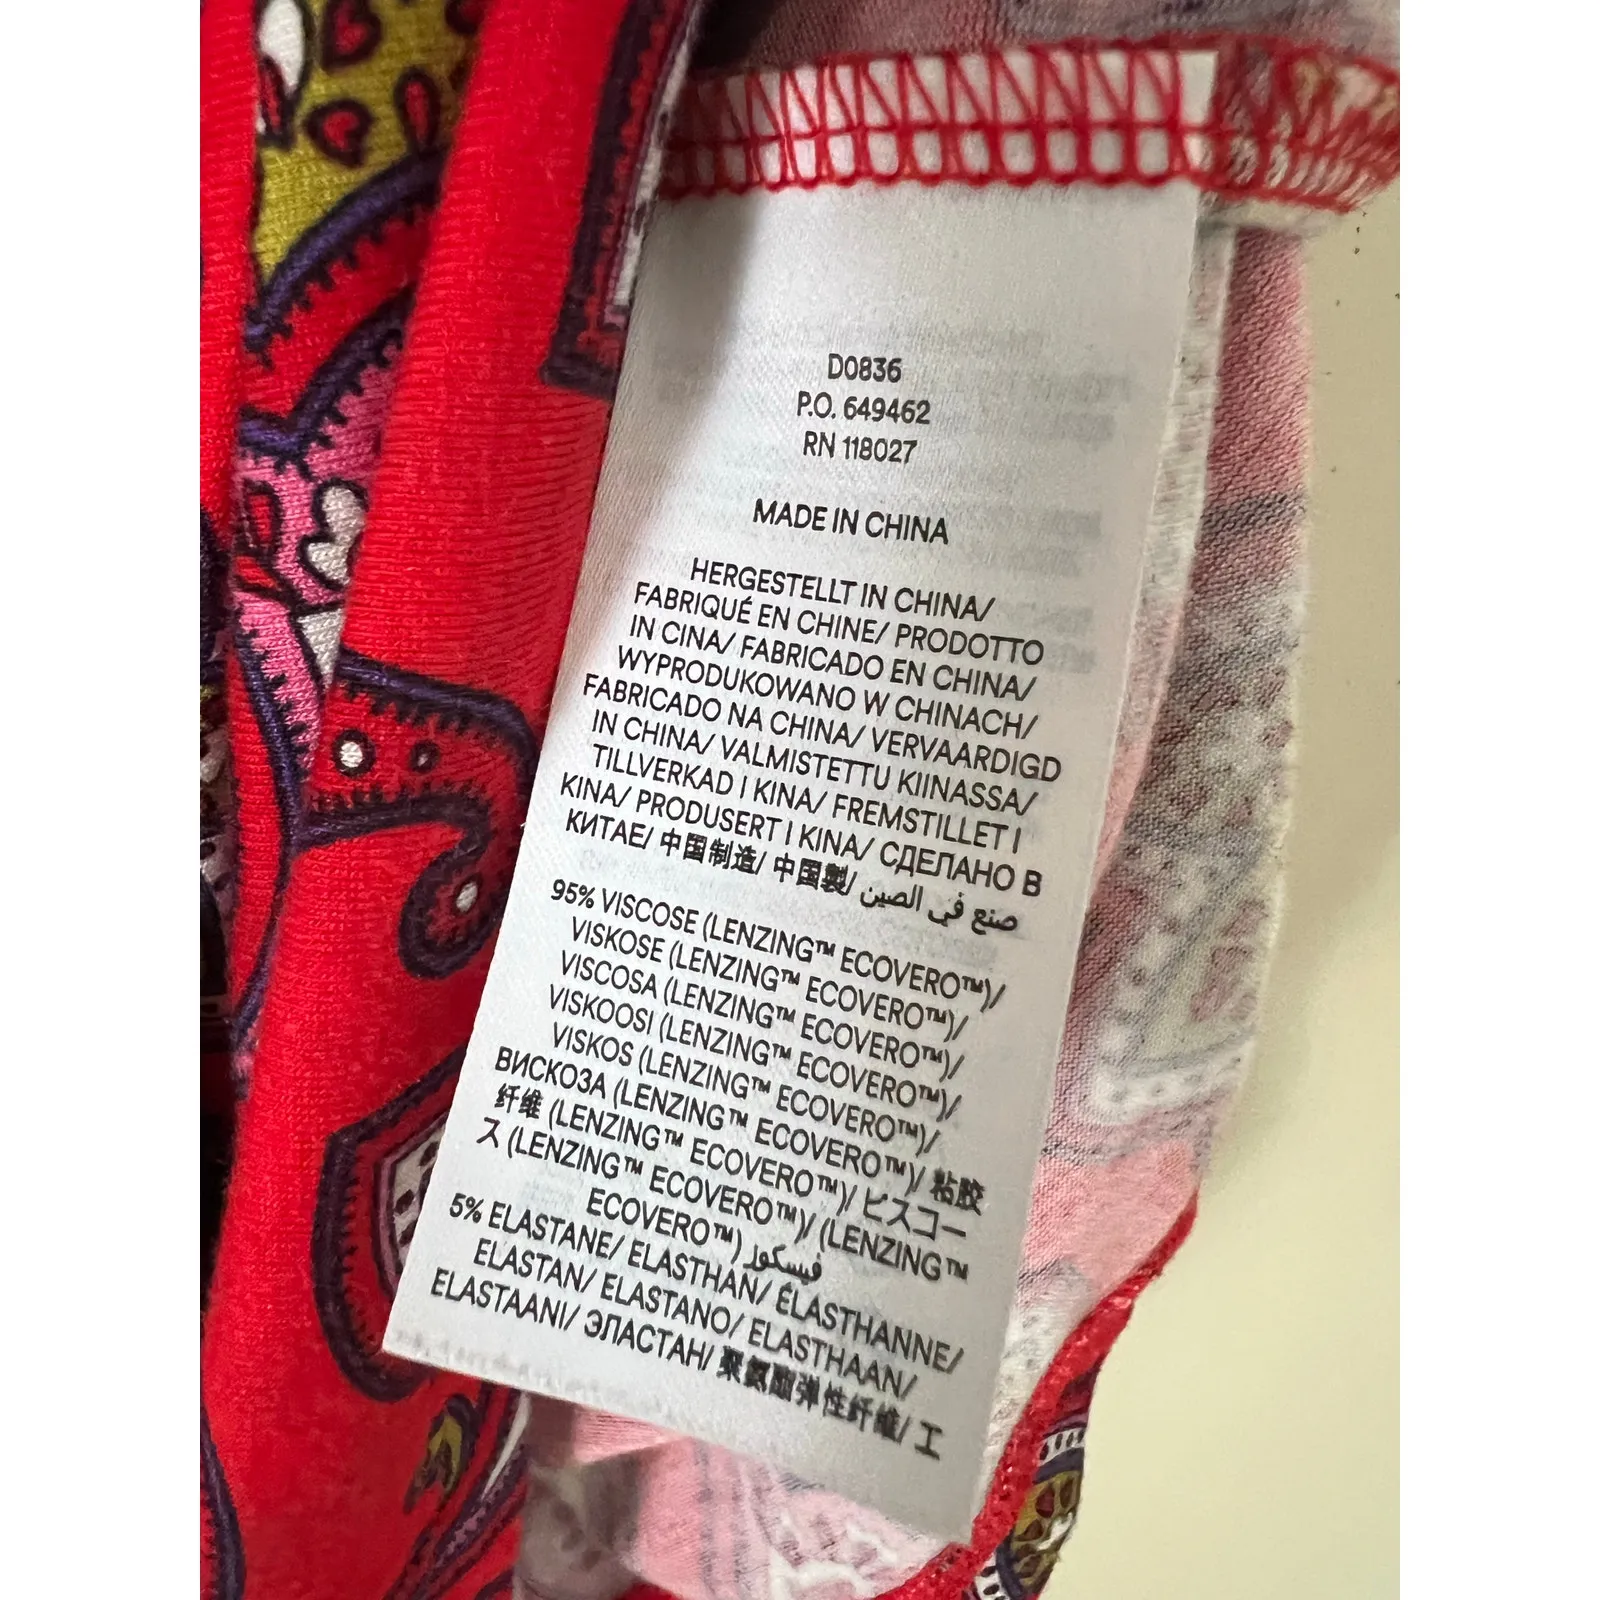 D0836
P.O. 649462
RN 118027
MADE IN CHINA
HERGESTELLT IN CHINA/
FABRIQUÉ EN CHINE/ PRODOTTO
IN CINA/ FABRICADO EN CHINA/
WYPRODUKOWANO W CHINACH/
FABRICADO NA CHINA/ VERVAARDIGD
IN CHINA/ VALMISTETTU KIINASSA/
TILLVERKAD I KINA/ FREMSTILLET I
KINA/ PRODUSERT I KINA/ СДЕЛАНО В
КИТАЕ/ 中国制造/ 中国製/ صنع في الصين
95% VISCOSE (LENZING™ ECOVERO™)/
VISKOSE (LENZING™ ECOVERO™)/
VISCOSA (LENZING™ ECOVERO™)/
VISKOOSI (LENZING™ ECOVERO™)/
VISKOS (LENZING™ ECOVERO™)/
ВИСКОЗА (LENZING™ ECOVERO™)/ 粘胶
纤维 (LENZING™ ECOVERO™)/ ビスコー
ス (LENZING™ ECOVERO™)/ (LENZING™
ECOVERO™) فيسكوز
5% ELASTANE/ ELASTHAN/ ÉLASTHANNE/
ELASTAN/ ELASTANO/ ELASTHAAN/
ELASTAANI/ ЭЛАСТАН/ 聚氨酯弹性纤维/ エ